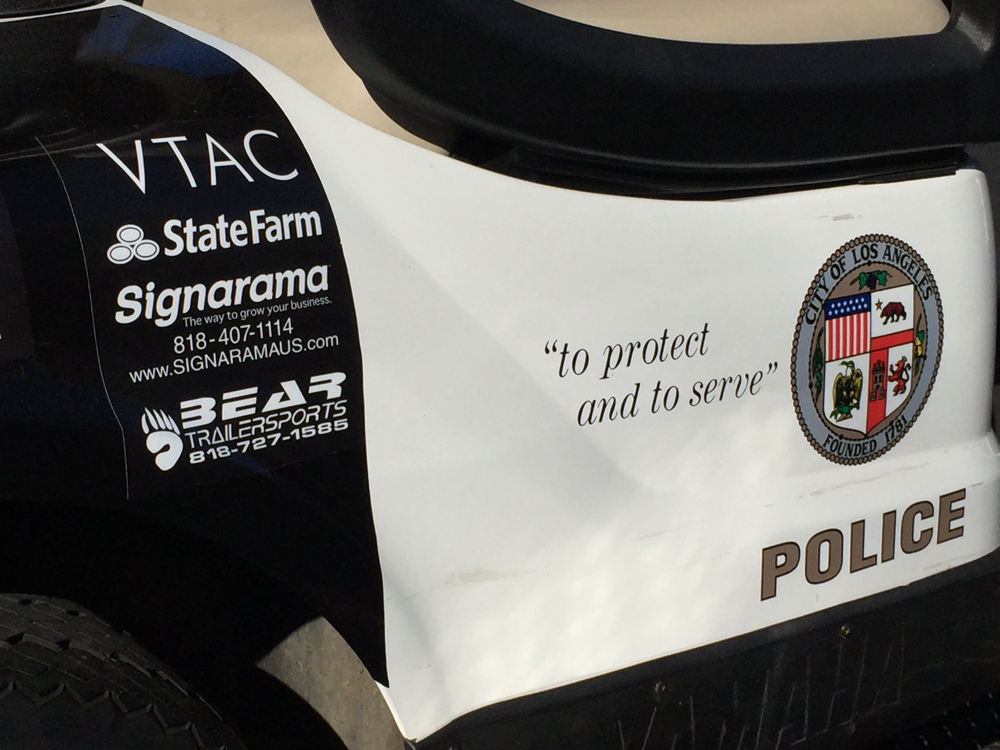 VTAC
StateFarm
Signarama
The way to grow your business.
818-407-1114
www.SIGNARAMAUS.com
BEAR
TRAILERSPORTS
818-727-1585
“to protect
and to serve”
CITY OF LOS ANGELES
FOUNDED 1781
POLICE
YAMAHA